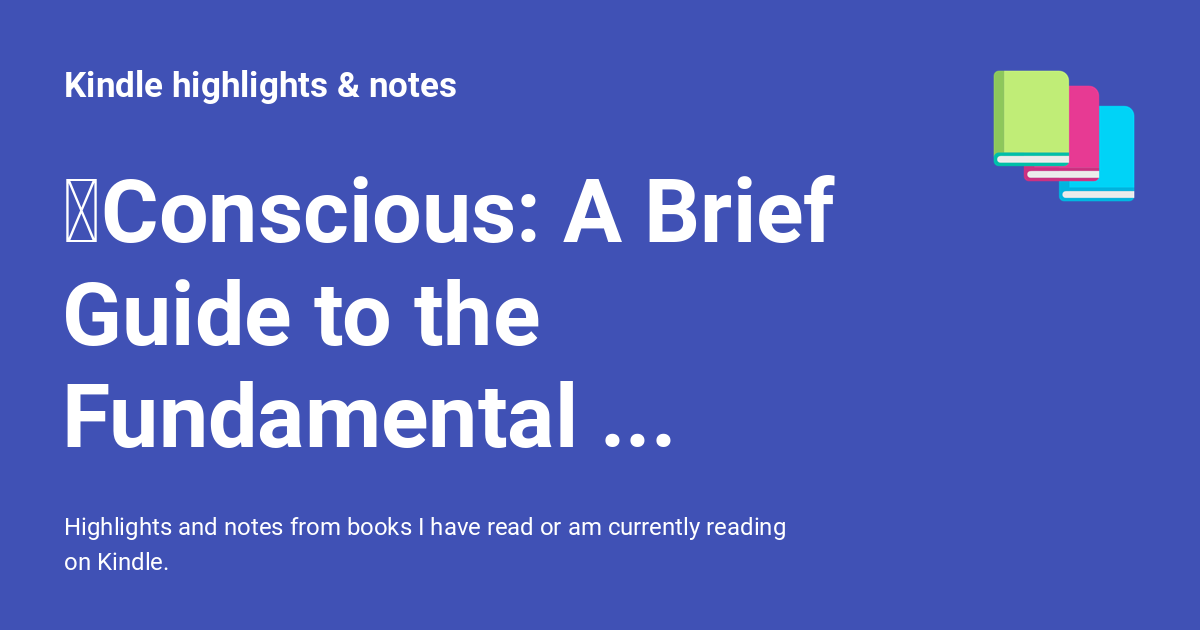 Kindle highlights & notes
Conscious: A Brief
Guide to the
Fundamental ...
Highlights and notes from books I have read or am currently reading
on Kindle.